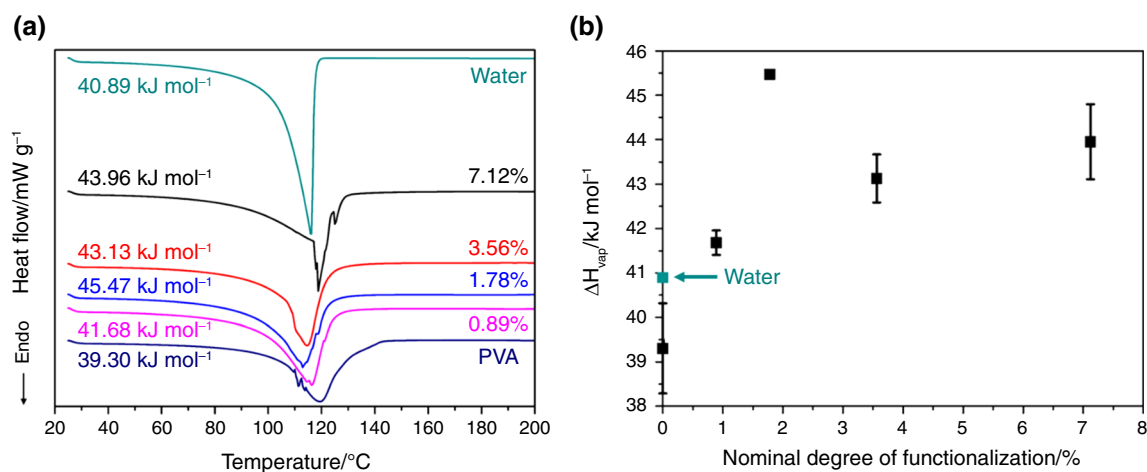 (a)
Heat flow/mW g⁻¹
← Endo
40.89 kJ mol⁻¹
Water
43.96 kJ mol⁻¹
7.12%
43.13 kJ mol⁻¹
3.56%
45.47 kJ mol⁻¹
1.78%
41.68 kJ mol⁻¹
0.89%
39.30 kJ mol⁻¹
PVA
20 40 60 80 100 120 140 160 180 200
Temperature/°C
(b)
ΔHvap/kJ mol⁻¹
46
45
44
43
42
41
40
39
38
Water
0 1 2 3 4 5 6 7 8
Nominal degree of functionalization/%